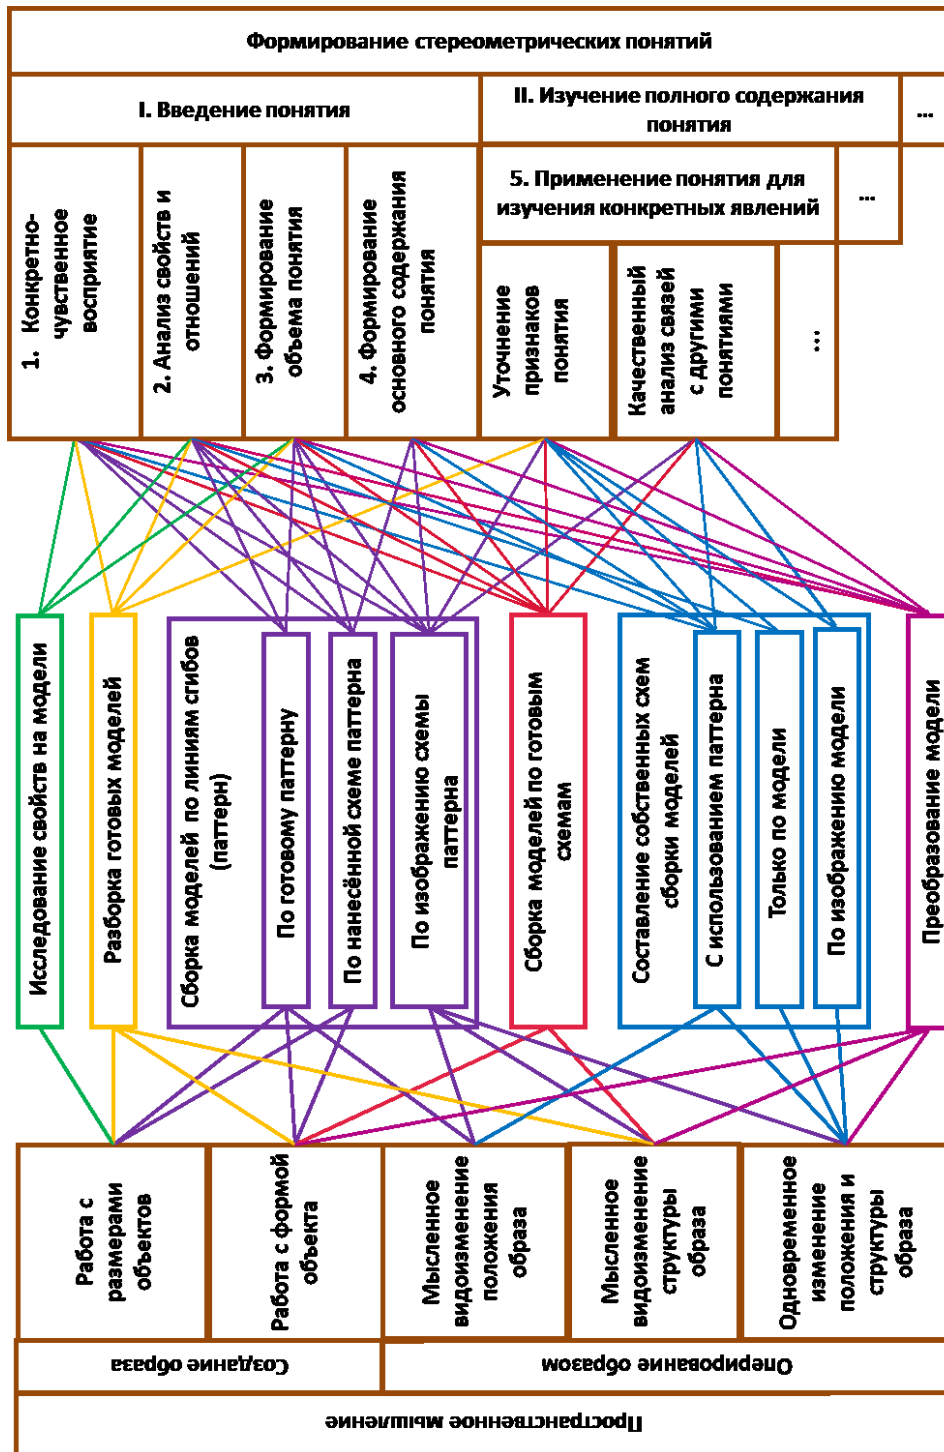 Формирование стереометрических понятий
I. Введение понятия
II. Изучение полного содержания
понятия
...
5. Применение понятия для
изучения конкретных явлений
...
1. Конкретно-
чувственное
восприятие
2. Анализ свойств и
отношений
3. Формирование
объема понятия
4. Формирование
основного содержания
понятия
Уточнение
признаков
понятия
Качественный
анализ связей
с другими
понятиями
...
Исследование свойств на модели
Разборка готовых моделей
Сборка моделей по линиям сгибов
(паттерн)
По готовому паттерну
По нанесённой схеме паттерна
По изображению схемы
паттерна
Сборка моделей по готовым
схемам
Составление собственных схем
сборки моделей
С использованием паттерна
Только по модели
По изображению модели
Преобразование модели
Работа с
размерами
объектов
Работа с формой
объекта
Мысленное
видоизменение
положения
образа
Мысленное
видоизменение
структуры
образа
Одновременное
изменение
положения и
структуры
образа
Создание образа
Оперирование образом
Пространственное мышление